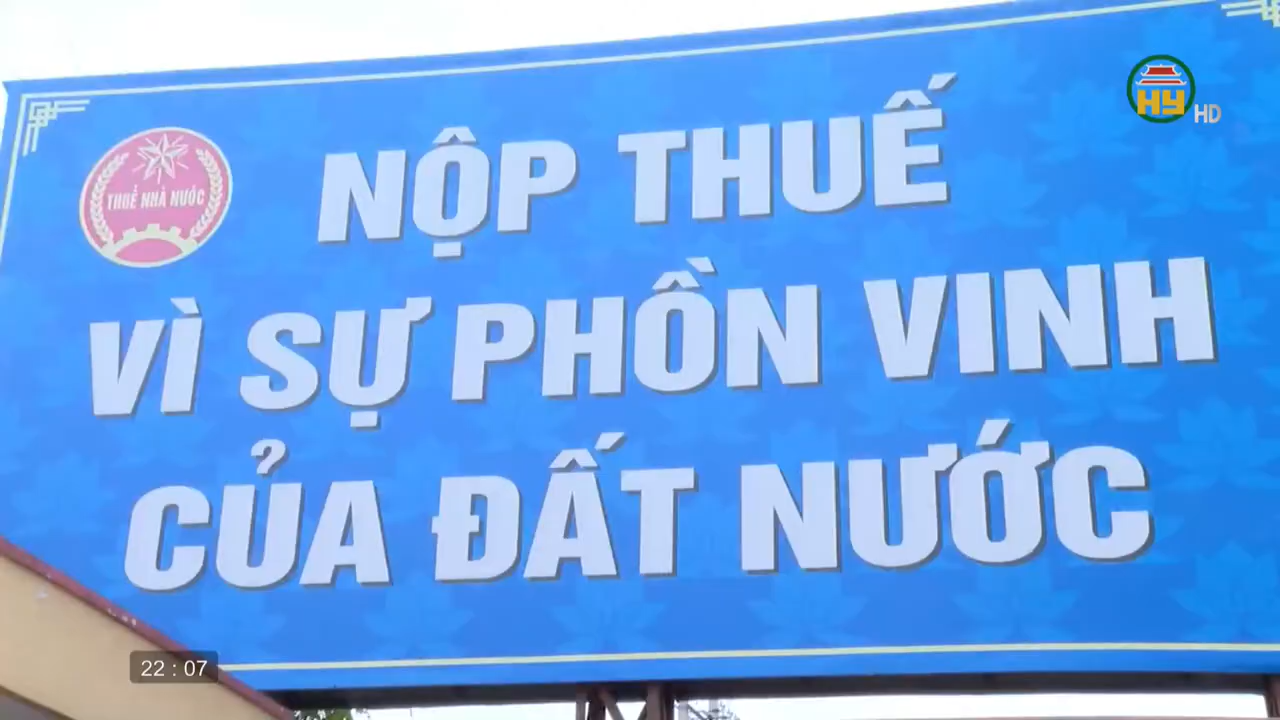 HY HD
THUẾ NHÀ NƯỚC
NỘP THUẾ
VÌ SỰ PHỒN VINH
CỦA ĐẤT NƯỚC
22 : 07